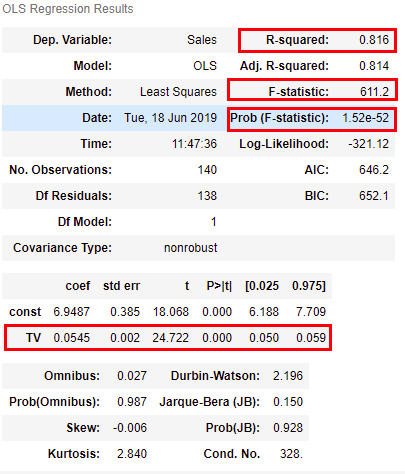 OLS Regression Results
Dep. Variable: Sales R-squared: 0.816
Model: OLS Adj. R-squared: 0.814
Method: Least Squares F-statistic: 611.2
Date: Tue, 18 Jun 2019 Prob (F-statistic): 1.52e-52
Time: 11:47:36 Log-Likelihood: -321.12
No. Observations: 140 AIC: 646.2
Df Residuals: 138 BIC: 652.1
Df Model: 1
Covariance Type: nonrobust
coef std err t P>|t| [0.025 0.975]
const 6.9487 0.385 18.068 0.000 6.188 7.709
TV 0.0545 0.002 24.722 0.000 0.050 0.059
Omnibus: 0.027 Durbin-Watson: 2.196
Prob(Omnibus): 0.987 Jarque-Bera (JB): 0.150
Skew: -0.006 Prob(JB): 0.928
Kurtosis: 2.840 Cond. No. 328.